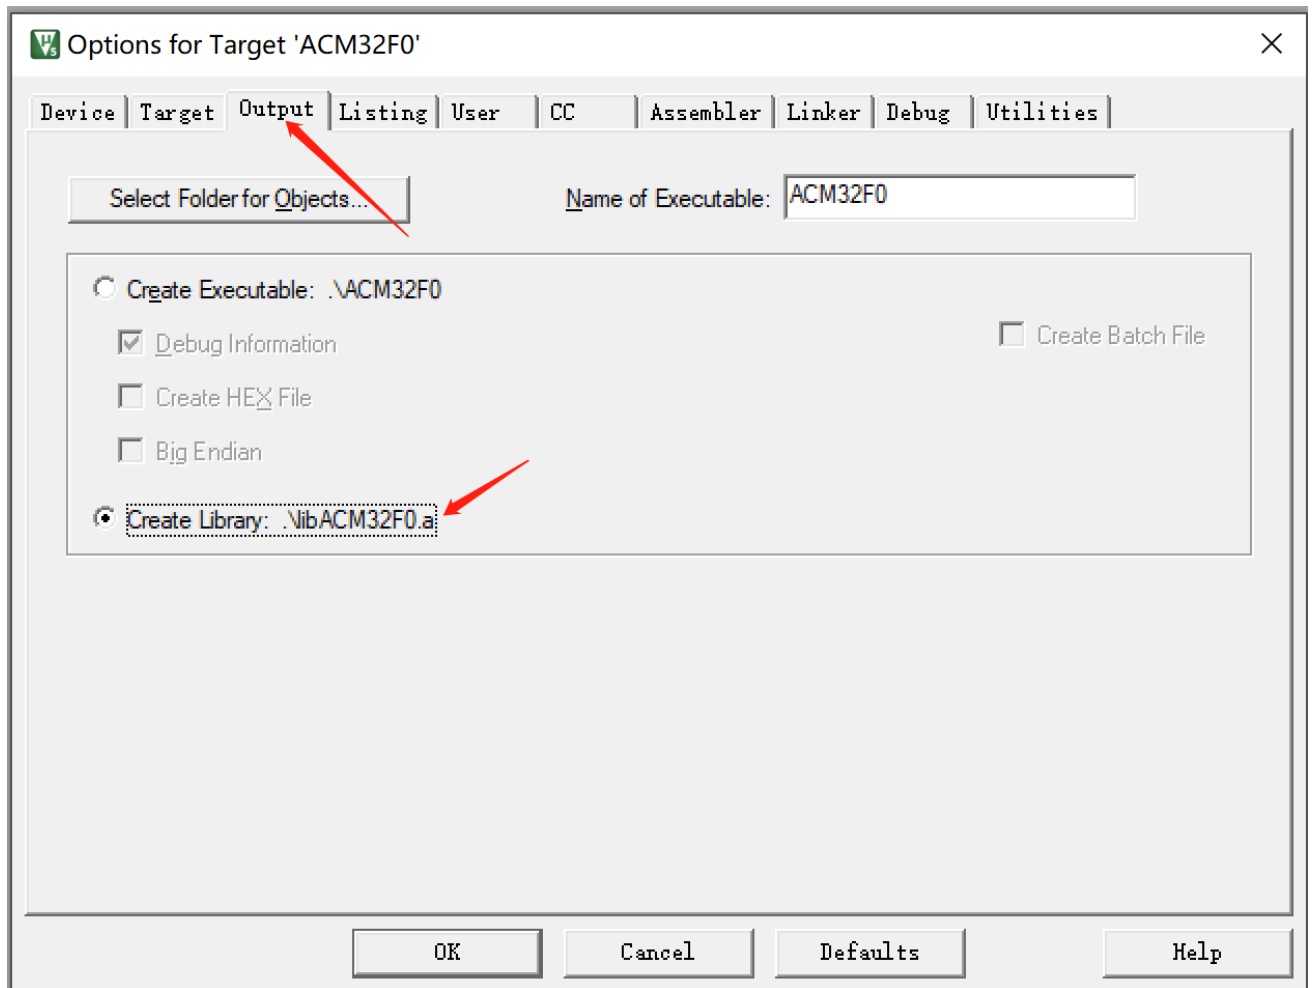 Options for Target 'ACM32F0'
Device Target Output Listing User CC Assembler Linker Debug Utilities
Select Folder for Objects... Name of Executable: ACM32F0
Create Executable: .\ACM32F0
Debug Information Create Batch File
Create HEX File
Big Endian
Create Library: .\libACM32F0.a
OK Cancel Defaults Help